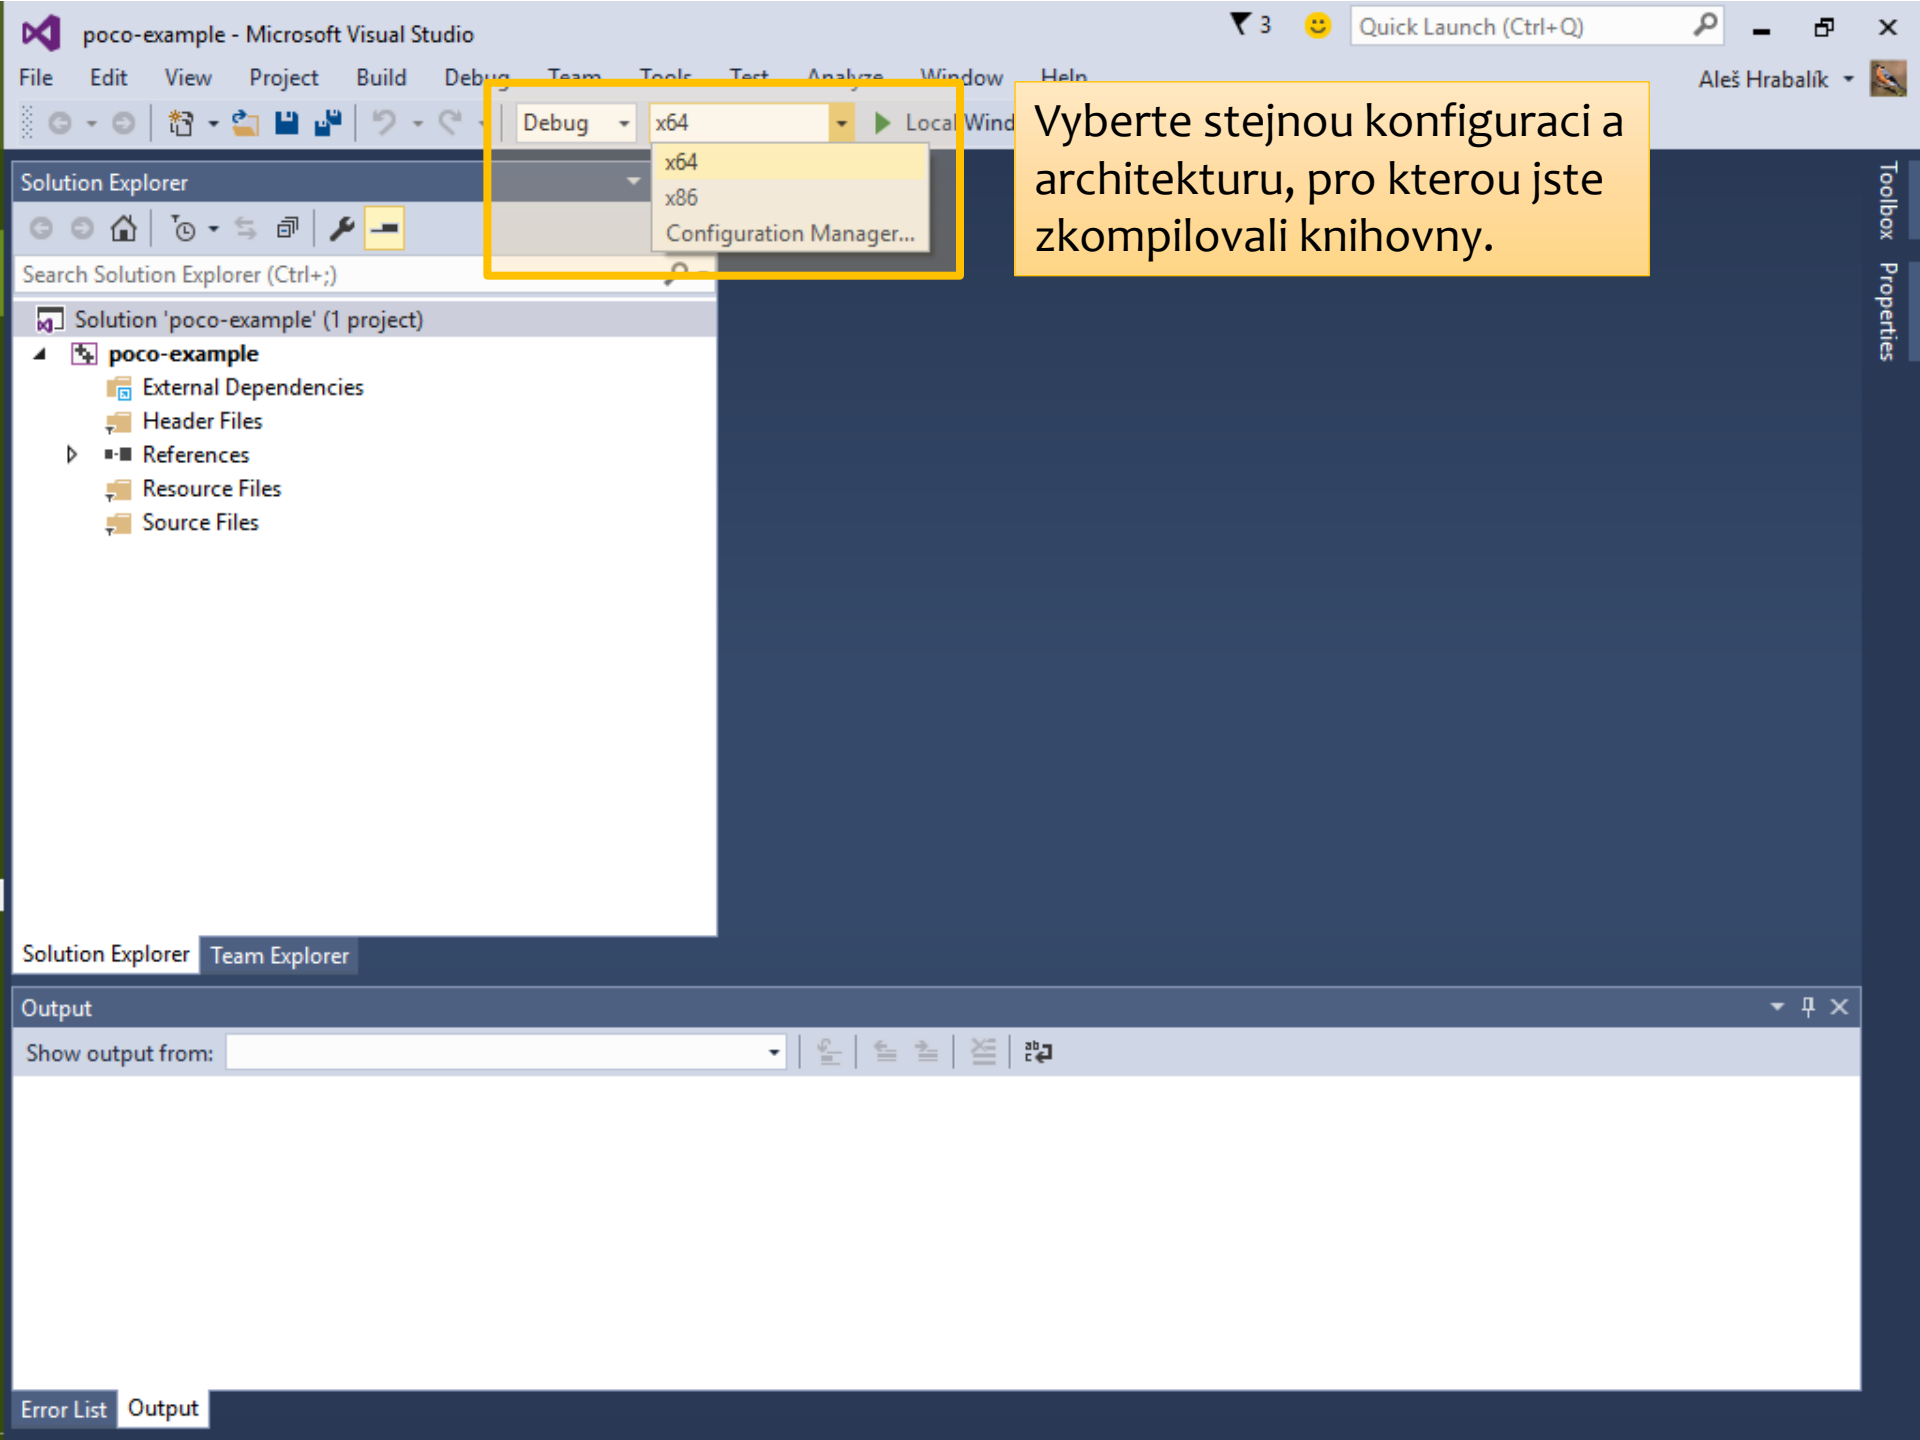 poco-example - Microsoft Visual Studio
3
Quick Launch (Ctrl+Q)
File Edit View Project Build Debug Team Tools Test Analyze Window Help
Aleš Hrabalík
Debug x64 Local Wind
x64
x86
Configuration Manager...
Vyberte stejnou konfiguraci a
architekturu, pro kterou jste
zkompilovali knihovny.
Toolbox
Properties
Solution Explorer
Search Solution Explorer (Ctrl+;)
Solution 'poco-example' (1 project)
poco-example
External Dependencies
Header Files
References
Resource Files
Source Files
Solution Explorer Team Explorer
Output
Show output from:
Error List Output